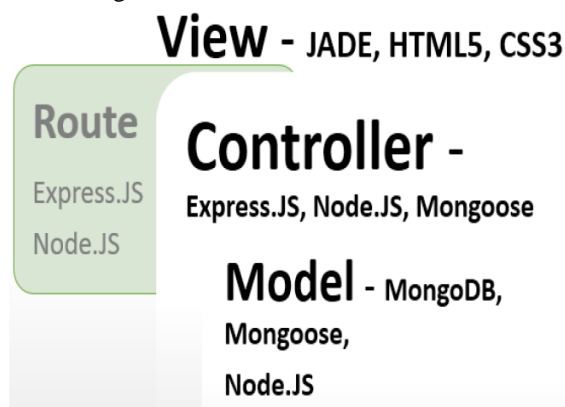 View - JADE, HTML5, CSS3
Route
Express.JS
Node.JS
Controller -
Express.JS, Node.JS, Mongoose
Model - MongoDB,
Mongoose,
Node.JS